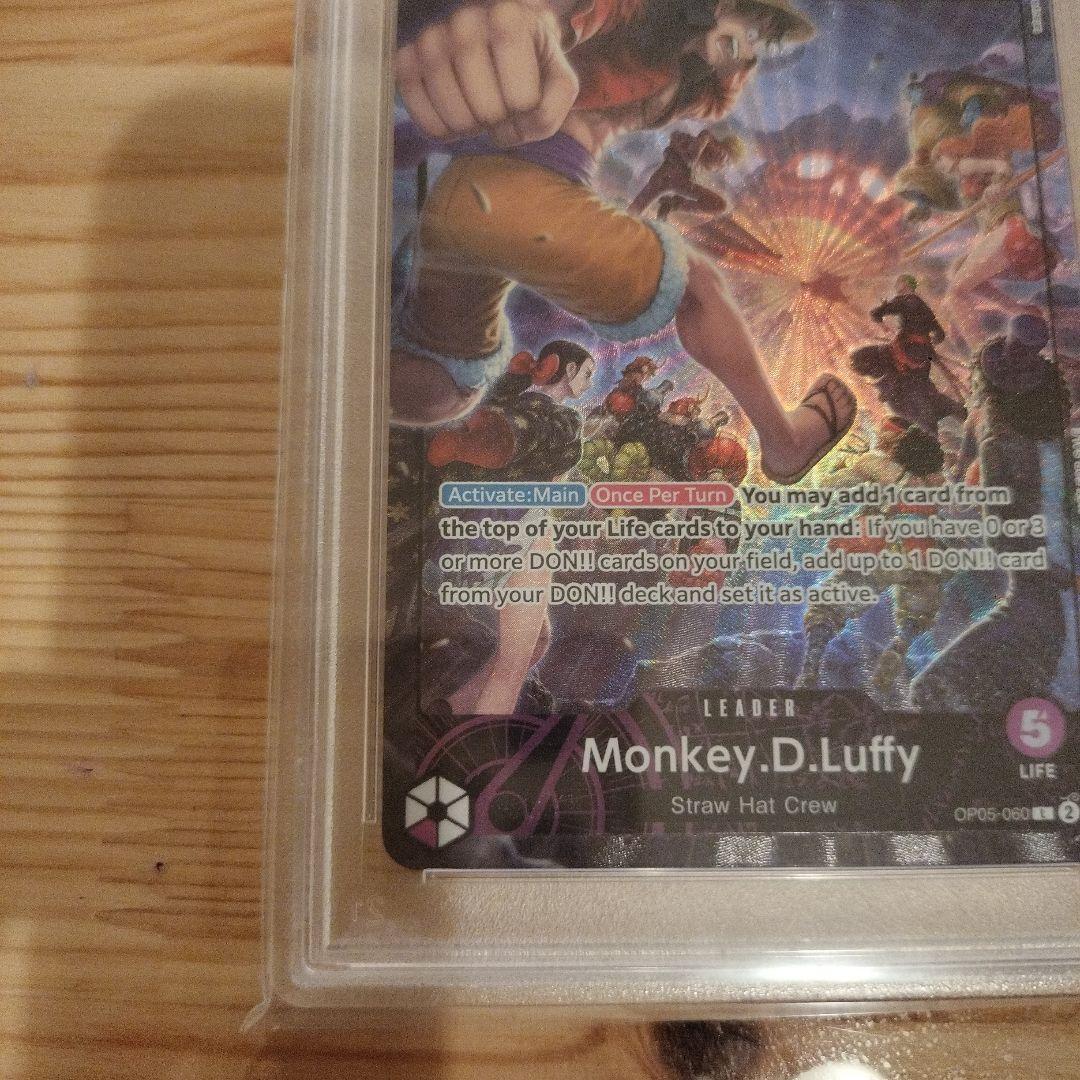 Activate:Main Once Per Turn You may add 1 card from
the top of your Life cards to your hand: If you have 0 or 3
or more DON!! cards on your field, add up to 1 DON!! card
from your DON!! deck and set it as active.
LEADER
5
Monkey.D.Luffy
LIFE
Straw Hat Crew
OP05-060 L 2